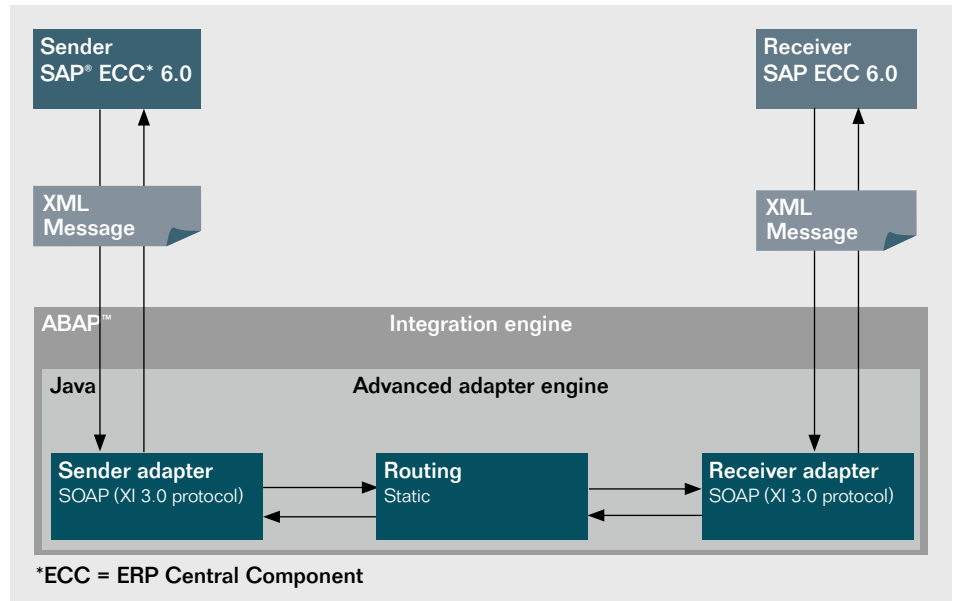 Sender
SAP® ECC* 6.0
Receiver
SAP ECC 6.0
XML
Message
XML
Message
ABAP™
Integration engine
Java
Advanced adapter engine
Sender adapter
SOAP (XI 3.0 protocol)
Routing
Static
Receiver adapter
SOAP (XI 3.0 protocol)
*ECC = ERP Central Component